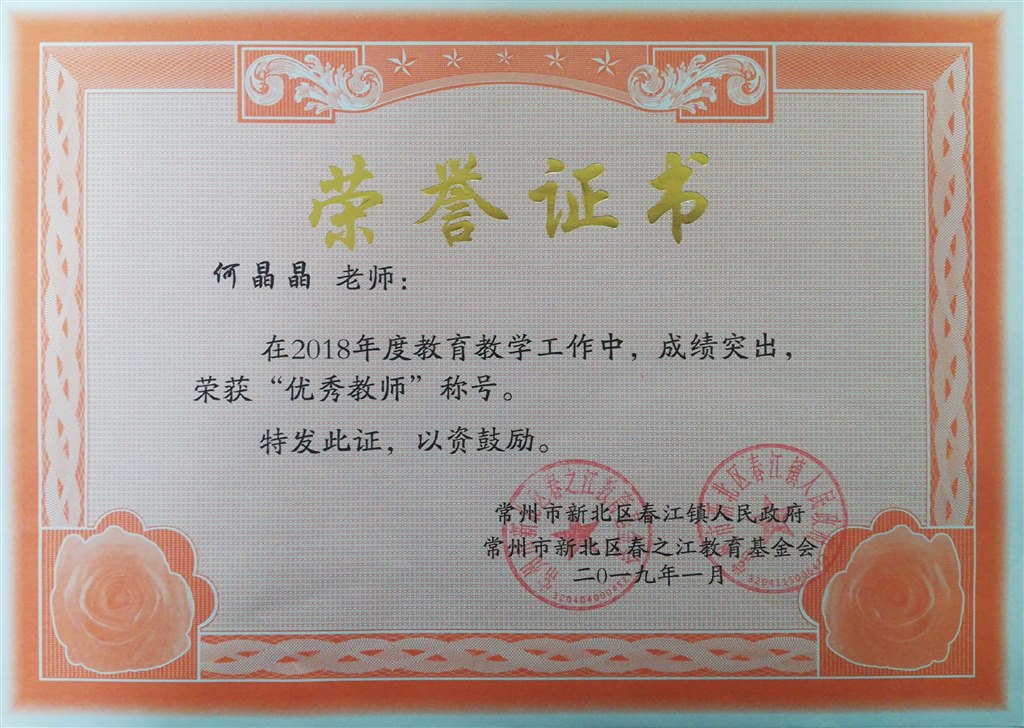 荣誉证书
何晶晶 老师：
在2018年度教育教学工作中，成绩突出，
荣获“优秀教师”称号。
特发此证，以资鼓励。
常州市新北区春江镇人民政府
常州市新北区春之江教育基金会
二〇一九年一月